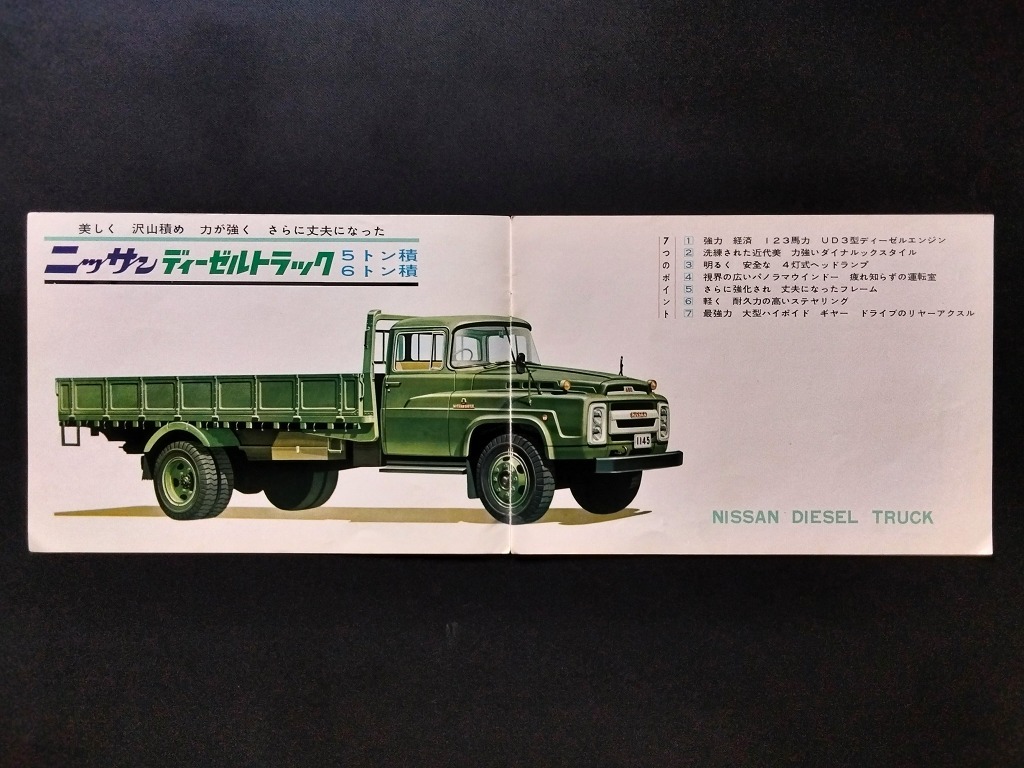 美しく 沢山積め 力が強く さらに丈夫になった
ニッサン ディーゼルトラック
5トン積
6トン積
7つのポイント
1 強力 経済 123馬力 UD3型ディーゼルエンジン
2 洗練された近代美 力強いダイナルックスタイル
3 明るく 安全な 4灯式ヘッドランプ
4 視界の広いパノラマウインドー 疲れ知らずの運転室
5 さらに強化され 丈夫になったフレーム
6 軽く 耐久力の高いステヤリング
7 最強力 大型ハイポイド ギヤー ドライブのリヤーアクスル
1145
NISSAN DIESEL TRUCK